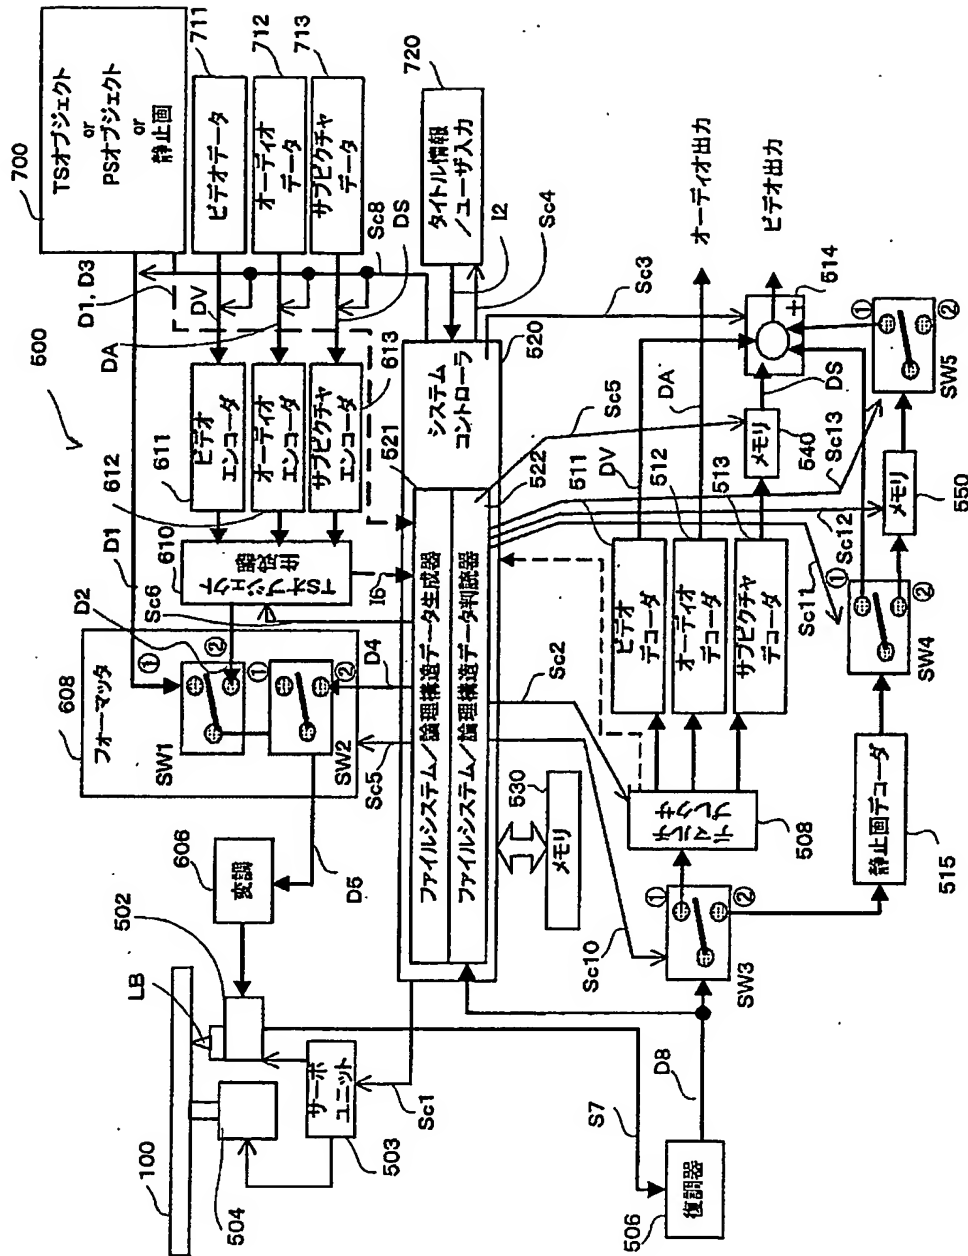 500
700
TSオブジェクト
or
PSオブジェクト
or
静止画
D1, D3
711
ビデオデータ
712
オーディオ
データ
713
サブピクチャ
データ
Sc8
DV
DA
DS
720
タイトル情報
/ユーザ入力
I2
Sc4
611
ビデオ
エンコーダ
612
オーディオ
エンコーダ
613
サブピクチャ
エンコーダ
610
TSオブジェクト
生成器
D1
D2
Sc6
I6
608
フォーマッタ
①
②
SW1
①
②
SW2
D4
Sc5
D5
606
変調
502
LB
100
504
サーボ
ユニット
503
Sc1
521
システム
コントローラ
520
ファイルシステム/論理構造データ生成器
ファイルシステム/論理構造データ判読器
522
530
メモリ
Sc2
Sc10
Sc3
Sc5
オーディオ出力
ビデオ出力
514
+
DV
DA
DS
511
ビデオ
デコーダ
512
オーディオ
デコーダ
513
サブピクチャ
デコーダ
メモリ
540
Sc13
Sc12
Sc11
①
②
SW5
メモリ
550
①
②
SW4
デマルチ
プレクサ
508
①
②
SW3
静止画デコーダ
515
S7
D8
復調器
506